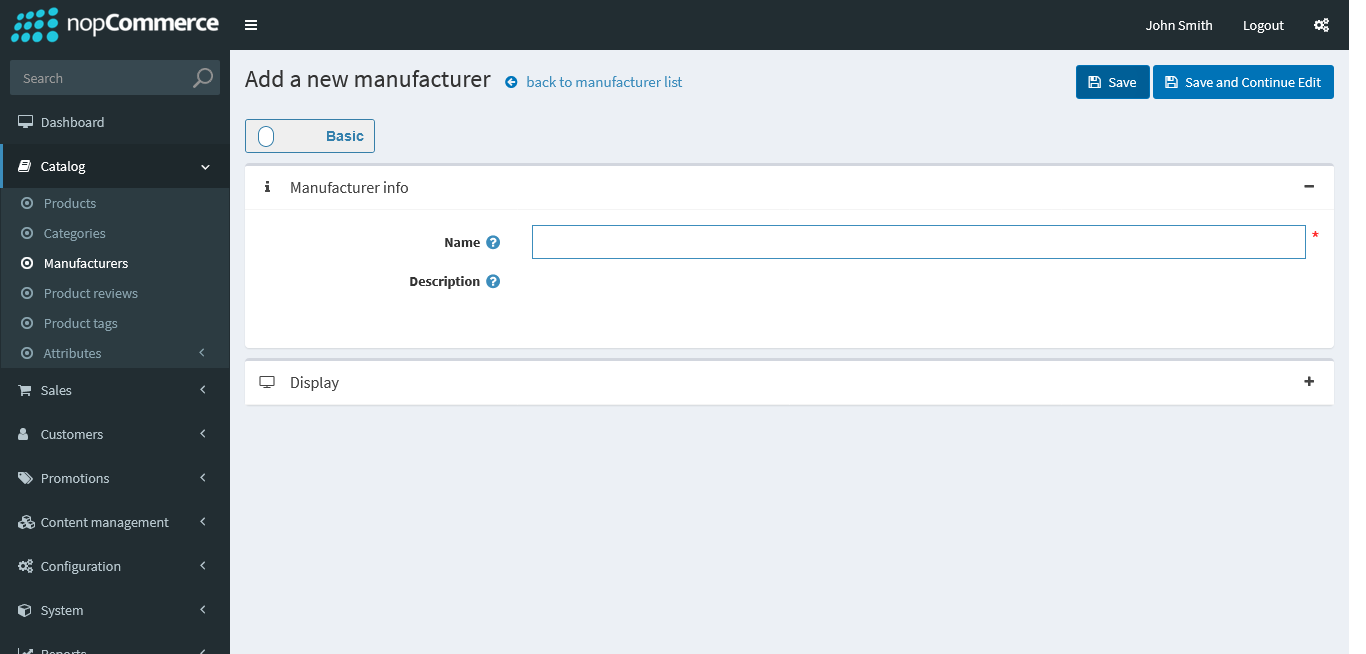 nopCommerce
John Smith
Logout
Search
Dashboard
Catalog
Products
Categories
Manufacturers
Product reviews
Product tags
Attributes
Sales
Customers
Promotions
Content management
Configuration
System
Reports
Add a new manufacturer
back to manufacturer list
Save
Save and Continue Edit
Basic
Manufacturer info
Name
*
Description
Display